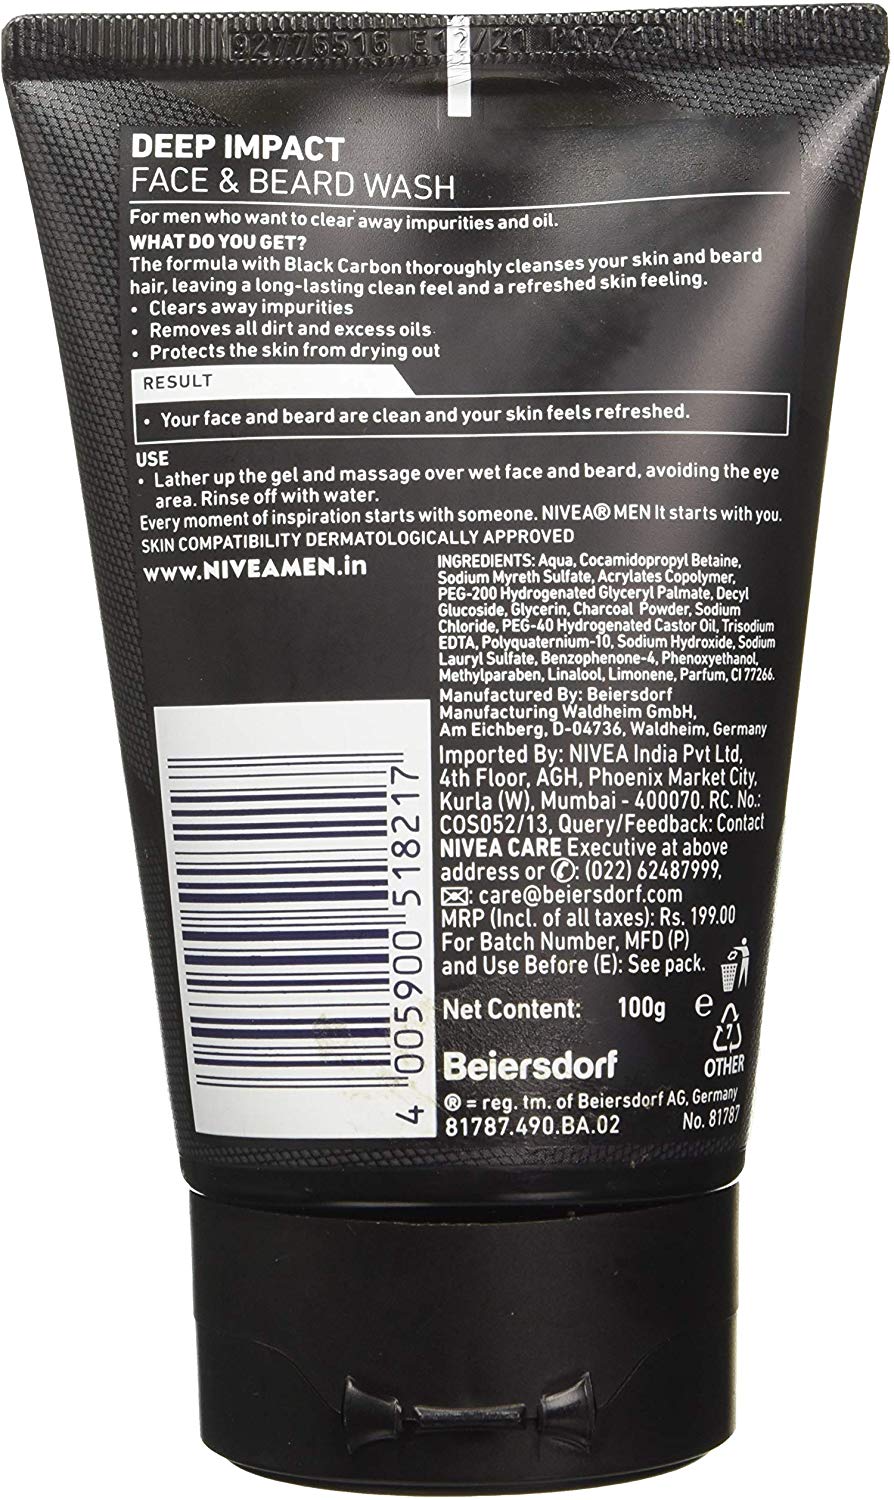 92776516 E12/21 P07/19
DEEP IMPACT
FACE & BEARD WASH
For men who want to clear away impurities and oil.
WHAT DO YOU GET?
The formula with Black Carbon thoroughly cleanses your skin and beard
hair, leaving a long-lasting clean feel and a refreshed skin feeling.
• Clears away impurities
• Removes all dirt and excess oils
• Protects the skin from drying out
RESULT
• Your face and beard are clean and your skin feels refreshed.
USE
• Lather up the gel and massage over wet face and beard, avoiding the eye
area. Rinse off with water.
Every moment of inspiration starts with someone. NIVEA® MEN It starts with you.
SKIN COMPATIBILITY DERMATOLOGICALLY APPROVED
www.NIVEAMEN.in
INGREDIENTS: Aqua, Cocamidopropyl Betaine,
Sodium Myreth Sulfate, Acrylates Copolymer,
PEG-200 Hydrogenated Glyceryl Palmate, Decyl
Glucoside, Glycerin, Charcoal Powder, Sodium
Chloride, PEG-40 Hydrogenated Castor Oil, Trisodium
EDTA, Polyquaternium-10, Sodium Hydroxide, Sodium
Lauryl Sulfate, Benzophenone-4, Phenoxyethanol,
Methylparaben, Linalool, Limonene, Parfum, CI 77266.
Manufactured By: Beiersdorf
Manufacturing Waldheim GmbH,
Am Eichberg, D-04736, Waldheim, Germany
Imported By: NIVEA India Pvt Ltd,
4th Floor, AGH, Phoenix Market City,
Kurla (W), Mumbai - 400070. RC. No.:
COS052/13, Query/Feedback: Contact
NIVEA CARE Executive at above
address or ✆: (022) 62487999,
✉: care@beiersdorf.com
MRP (Incl. of all taxes): Rs. 199.00
For Batch Number, MFD (P)
and Use Before (E): See pack.
Net Content: 100g ℮
7
OTHER
Beiersdorf
® = reg. tm. of Beiersdorf AG, Germany
81787.490.BA.02 No. 81787
4 005900 518217